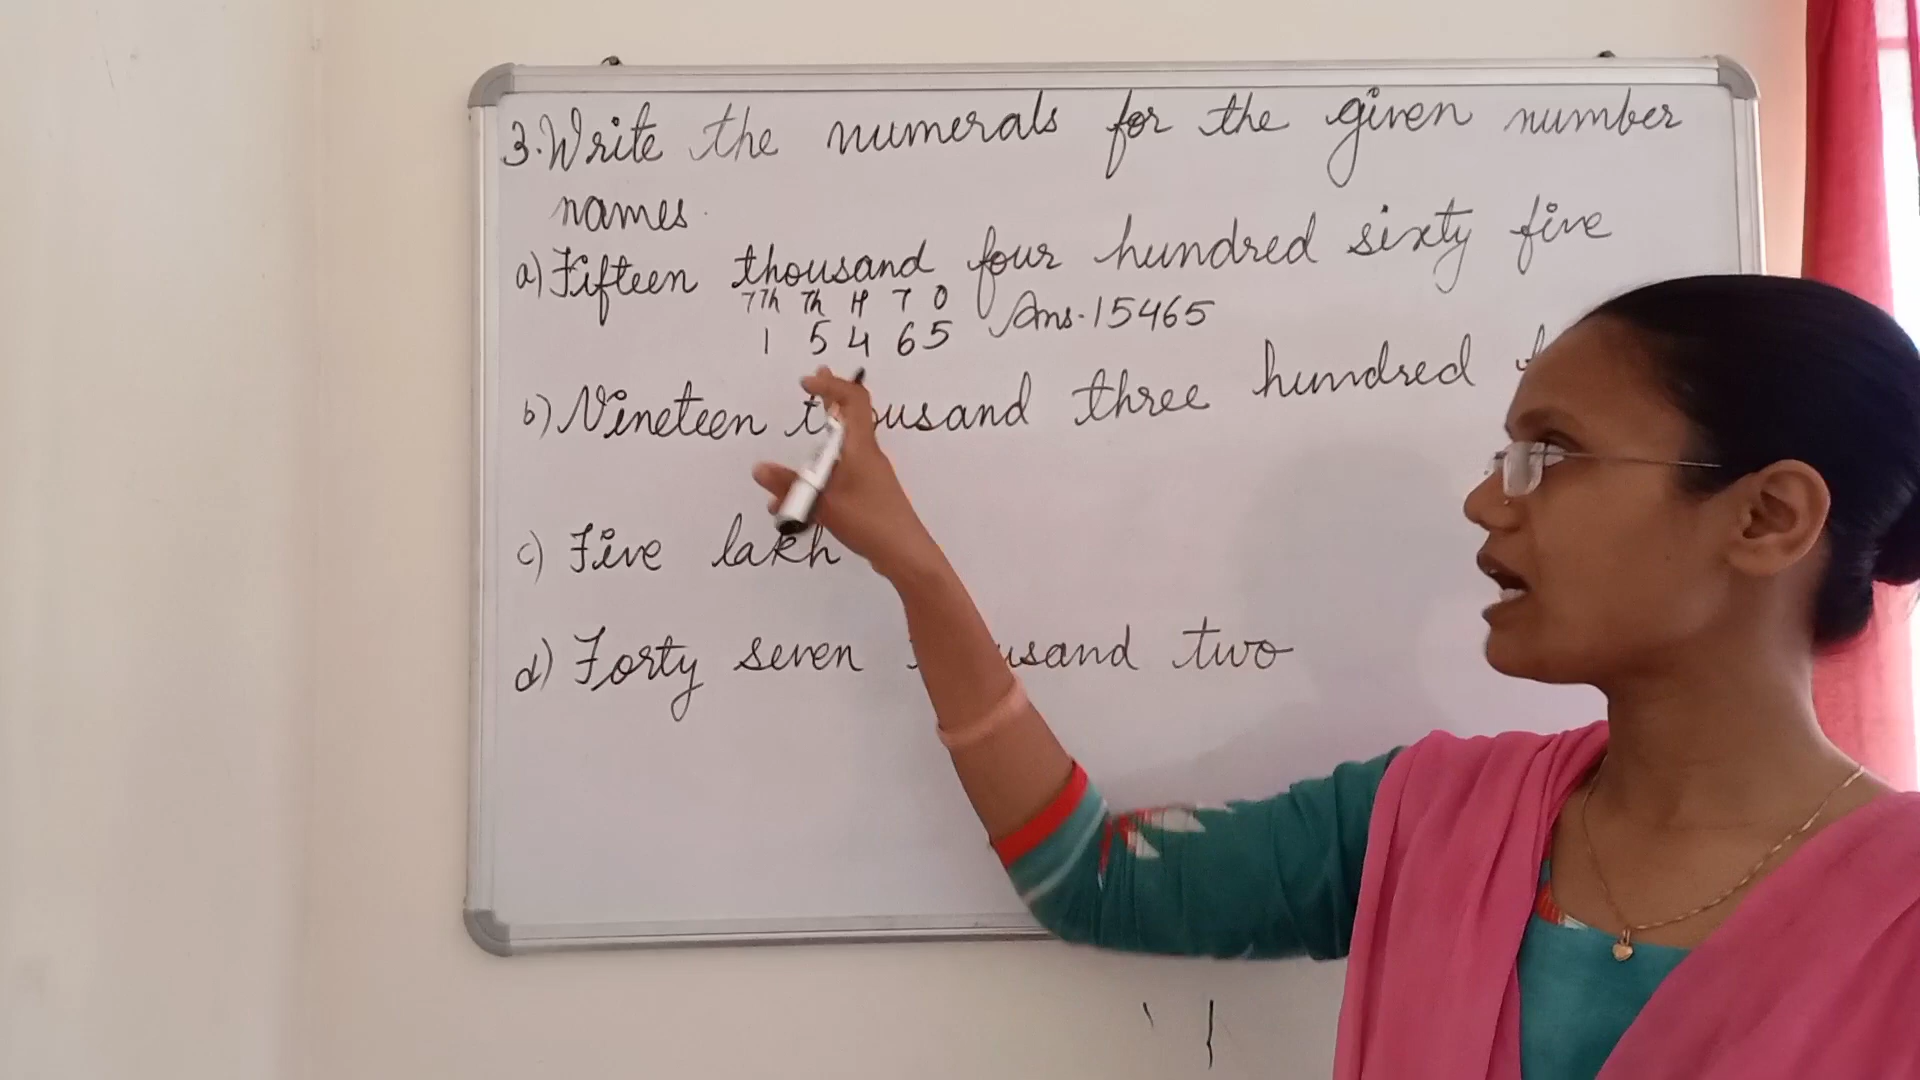 3. Write the numerals for the given number
names.
a) Fifteen thousand four hundred sixty five
TTh Th H T O
1 5 4 6 5 Ans. 15465
b) Nineteen thousand three hundred
c) Five lakh
d) Forty seven thousand two